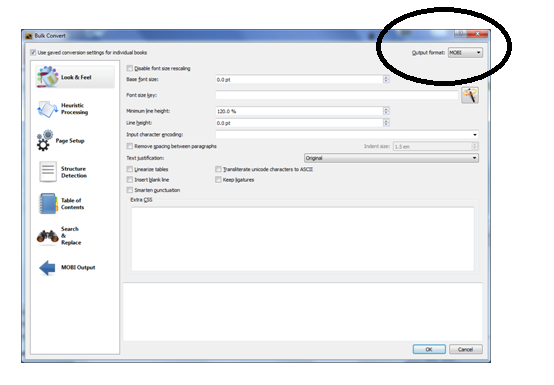 Bulk Convert
Use saved conversion settings for individual books
Output format: MOBI
Look & Feel
Heuristic
Processing
Page Setup
Structure
Detection
Table of
Contents
Search
&
Replace
MOBI Output
Disable font size rescaling
Base font size: 0.0 pt
Font size key:
Minimum line height: 120.0 %
Line height: 0.0 pt
Input character encoding:
Remove spacing between paragraphs Indent size: 1.5 em
Text justification: Original
Linearize tables Transliterate unicode characters to ASCII
Insert blank line Keep ligatures
Smarten punctuation
Extra CSS
OK Cancel